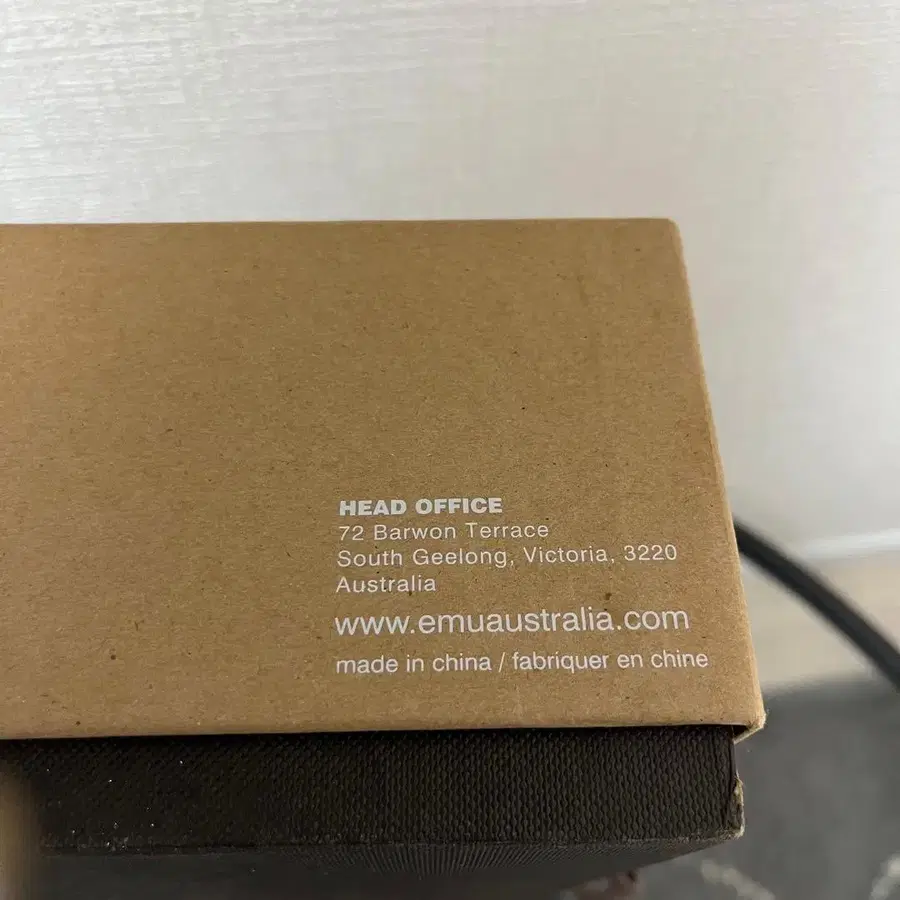 HEAD OFFICE
72 Barwon Terrace
South Geelong, Victoria, 3220
Australia
www.emuaustralia.com
made in china / fabriquer en chine